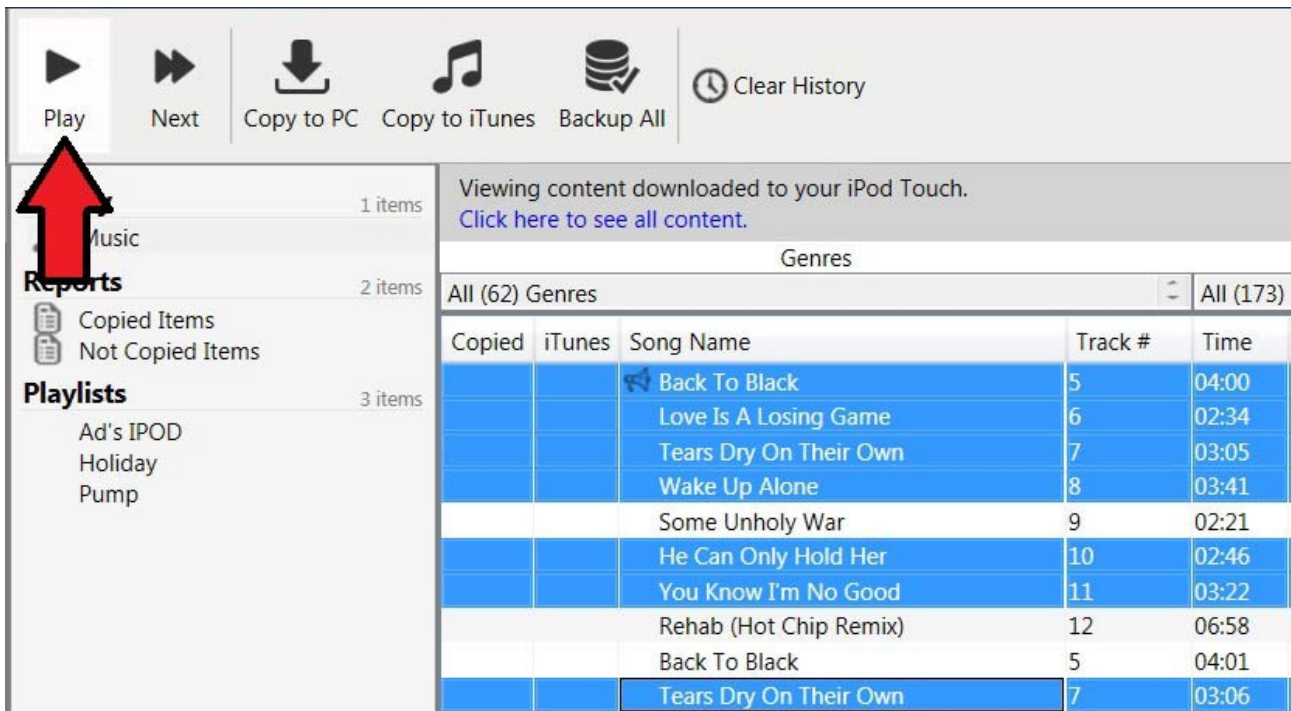 Play Next Copy to PC Copy to iTunes Backup All Clear History
1 items
Music
Reports 2 items
Copied Items
Not Copied Items
Playlists 3 items
Ad's IPOD
Holiday
Pump
Viewing content downloaded to your iPod Touch.
Click here to see all content.
Genres
All (62) Genres All (173)
Copied iTunes Song Name Track # Time
Back To Black 5 04:00
Love Is A Losing Game 6 02:34
Tears Dry On Their Own 7 03:05
Wake Up Alone 8 03:41
Some Unholy War 9 02:21
He Can Only Hold Her 10 02:46
You Know I'm No Good 11 03:22
Rehab (Hot Chip Remix) 12 06:58
Back To Black 5 04:01
Tears Dry On Their Own 7 03:06